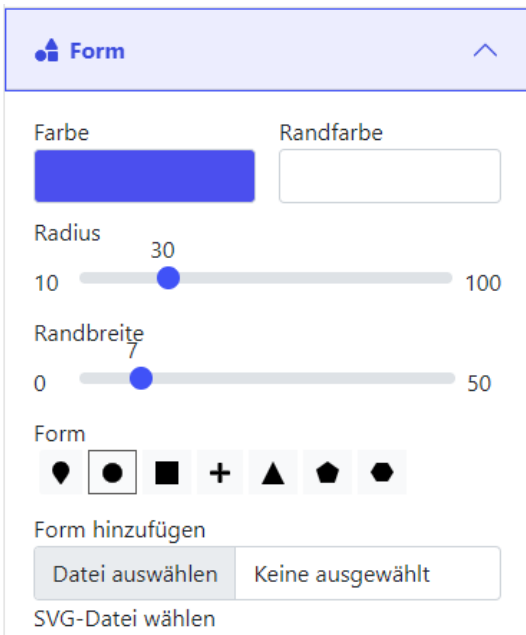 Form
Farbe Randfarbe
Radius
30
10 100
Randbreite
7
0 50
Form
Form hinzufügen
Datei auswählen Keine ausgewählt
SVG-Datei wählen